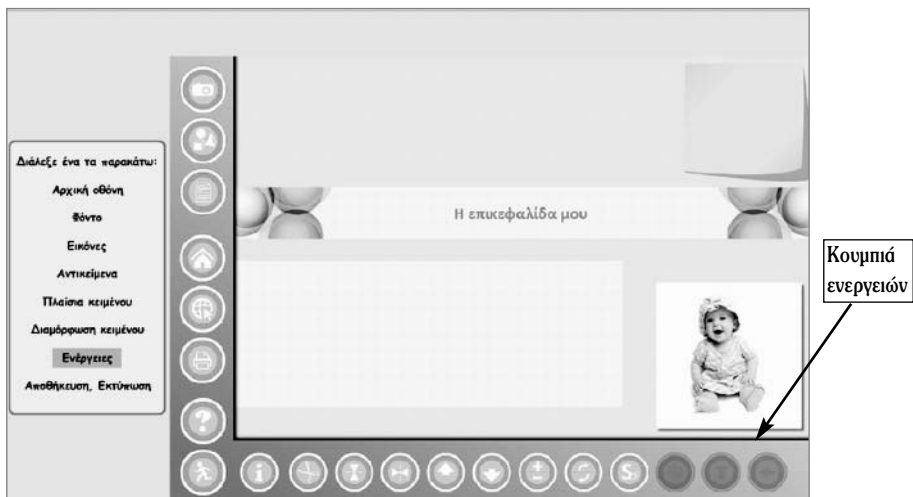 Διάλεξε ένα τα παρακάτω:
Αρχική οθόνη
Φόντο
Εικόνες
Αντικείμενα
Πλαίσια κειμένου
Διαμόρφωση κειμένου
Ενέργειες
Αποθήκευση, Εκτύπωση
Η επικεφαλίδα μου
Κουμπιά
ενεργειών